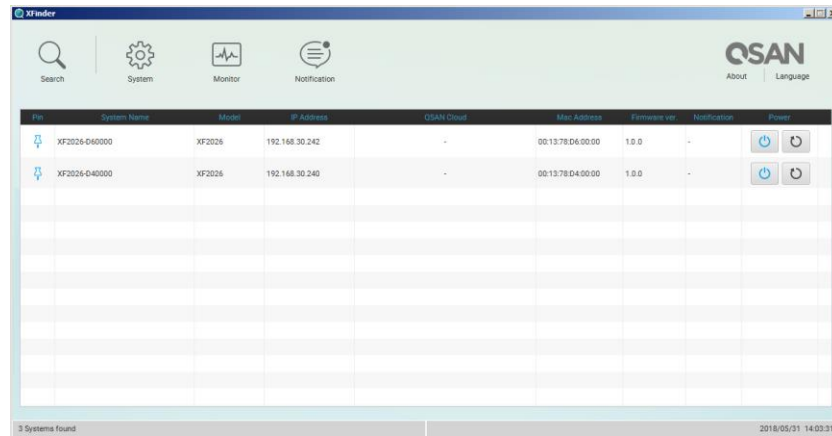 XFinder
Search System Monitor Notification
QSAN
About Language
Pin System Name Model IP Address QSAN Cloud Mac Address Firmware ver. Notification Power
XF2026-D60000 XF2026 192.168.30.242 - 00:13:78:D6:00:00 1.0.0 -
XF2026-D40000 XF2026 192.168.30.240 - 00:13:78:D4:00:00 1.0.0 -
3 Systems found 2018/05/31 14:03:31